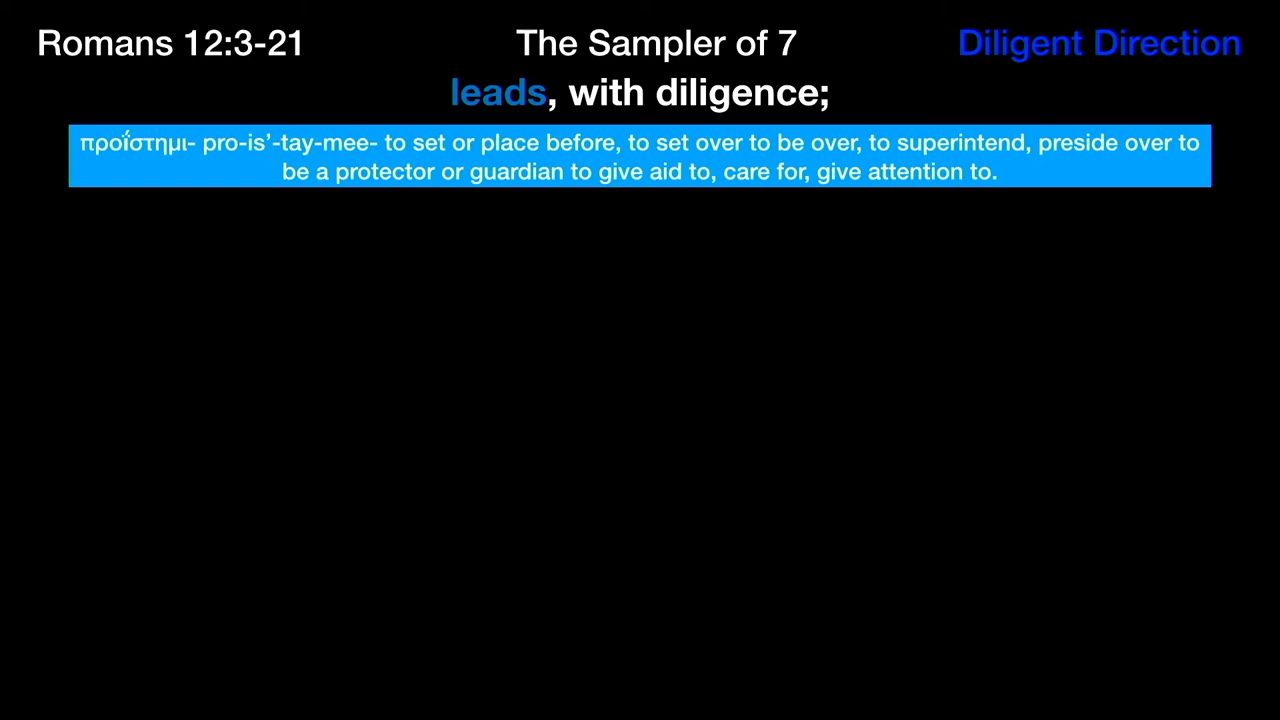 Romans 12:3-21 The Sampler of 7 Diligent Direction
leads, with diligence;
προΐστημι- pro-is’-tay-mee- to set or place before, to set over to be over, to superintend, preside over to
be a protector or guardian to give aid to, care for, give attention to.